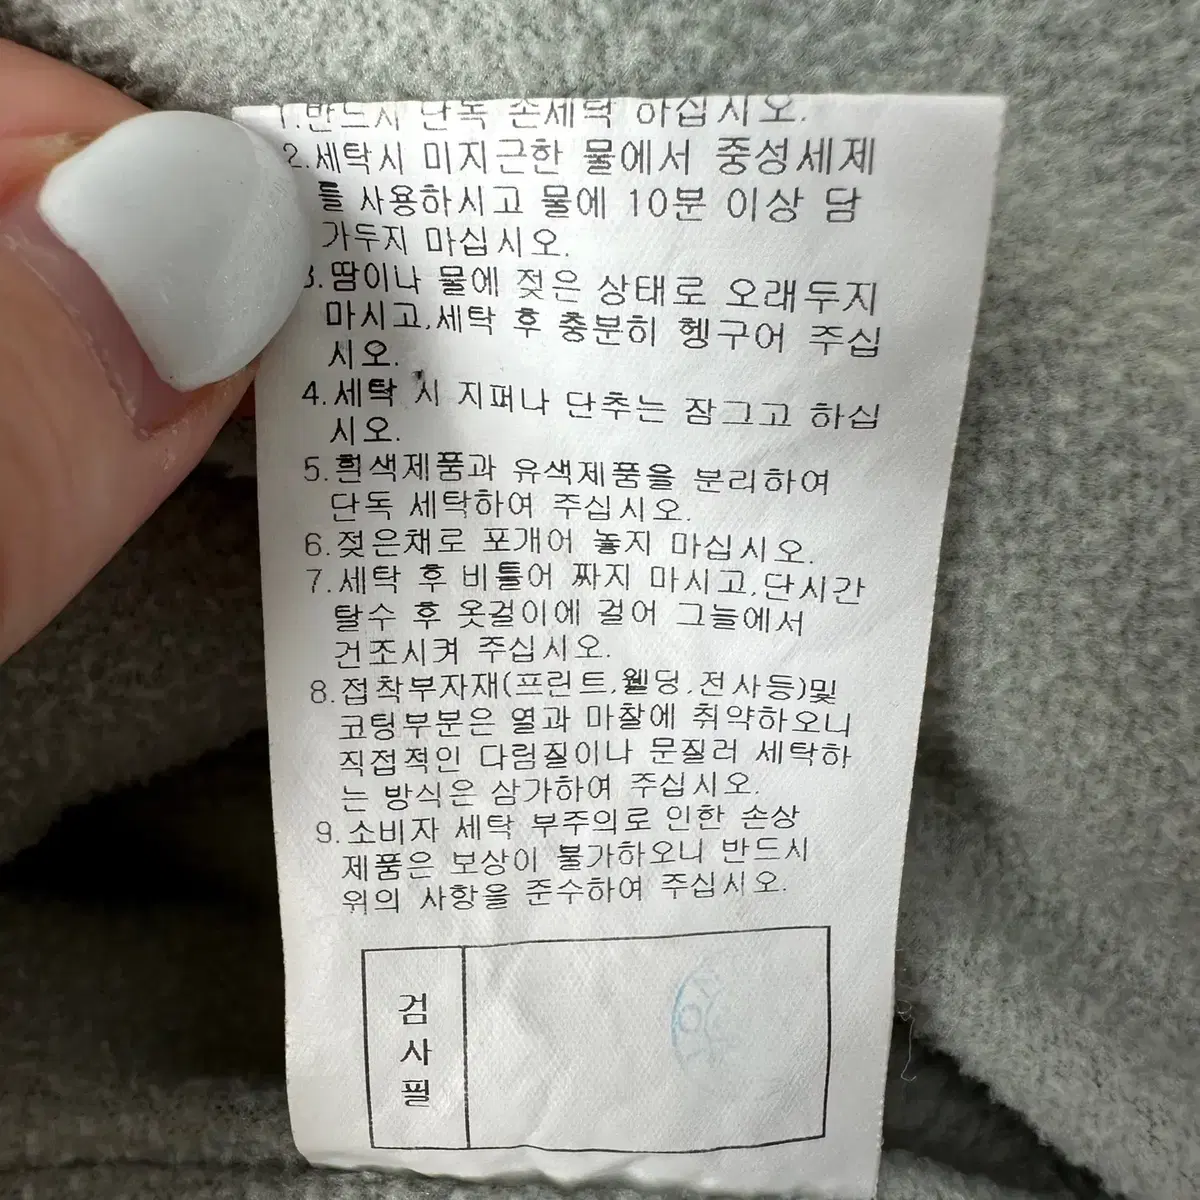 1.반드시 단독 손세탁 하십시오.
2.세탁시 미지근한 물에서 중성세제
를 사용하시고 물에 10분 이상 담
가두지 마십시오.
3.땀이나 물에 젖은 상태로 오래두지
마시고,세탁 후 충분히 헹구어 주십
시오.
4.세탁 시 지퍼나 단추는 잠그고 하십
시오.
5.흰색제품과 유색제품을 분리하여
단독 세탁하여 주십시오.
6.젖은채로 포개어 놓지 마십시오.
7.세탁 후 비틀어 짜지 마시고,단시간
탈수 후 옷걸이에 걸어 그늘에서
건조시켜 주십시오.
8.접착부자재(프린트,웰딩,전사등)및
코팅부분은 열과 마찰에 취약하오니
직접적인 다림질이나 문질러 세탁하
는 방식은 삼가하여 주십시오.
9.소비자 세탁 부주의로 인한 손상
제품은 보상이 불가하오니 반드시
위의 사항을 준수하여 주십시오.
검
사
필